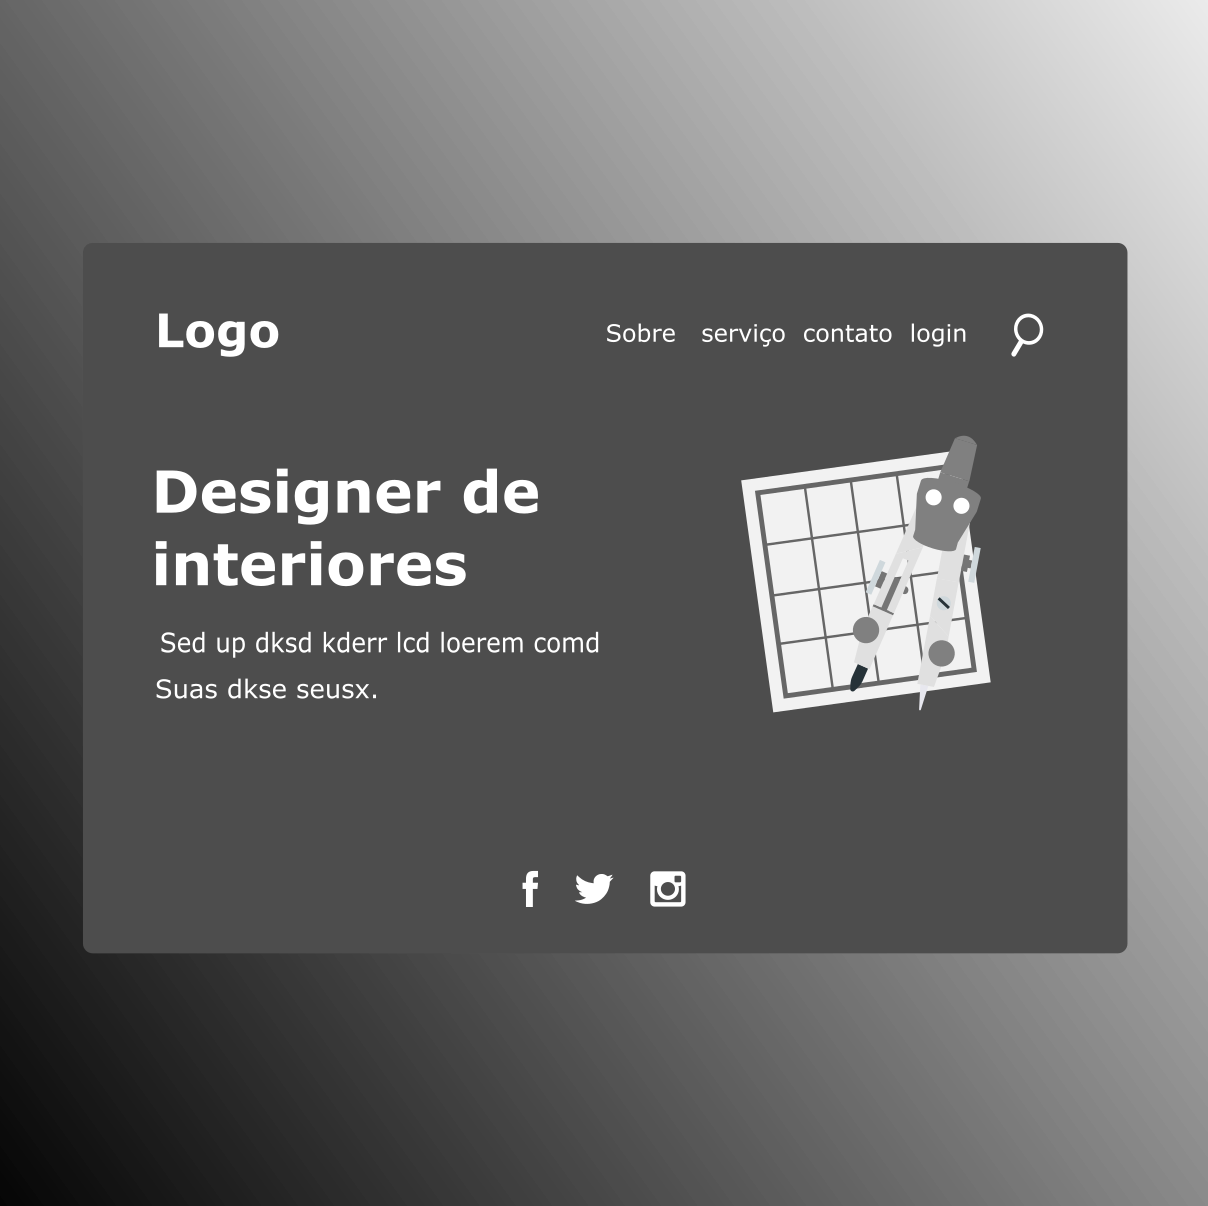 Logo
Sobre serviço contato login
Designer de
interiores
Sed up dksd kderr lcd loerem comd
Suas dkse seusx.